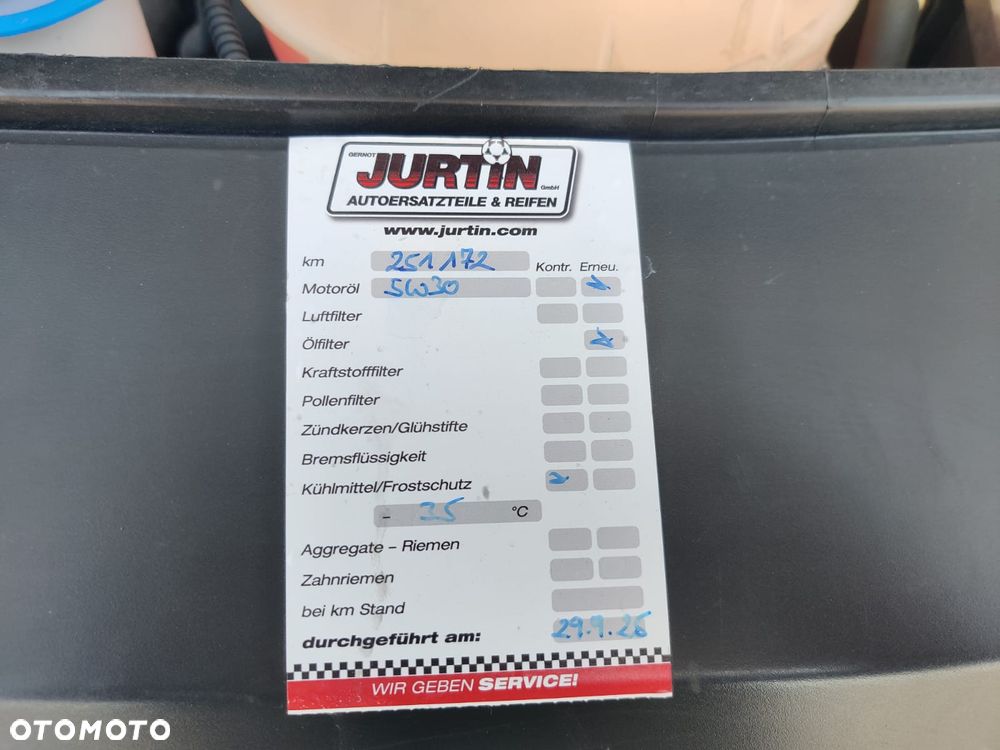 GERNOT
JURTIN
GmbH
AUTOERSATZTEILE & REIFEN
www.jurtin.com
km 251172
Kontr. Erneu.
Motoröl 5W30
Luftfilter
Ölfilter
Kraftstofffilter
Pollenfilter
Zündkerzen/Glühstifte
Bremsflüssigkeit
Kühlmittel/Frostschutz
– 35 °C
Aggregate – Riemen
Zahnriemen
bei km Stand
durchgeführt am: 29.9.25
WIR GEBEN SERVICE!
OTOMOTO